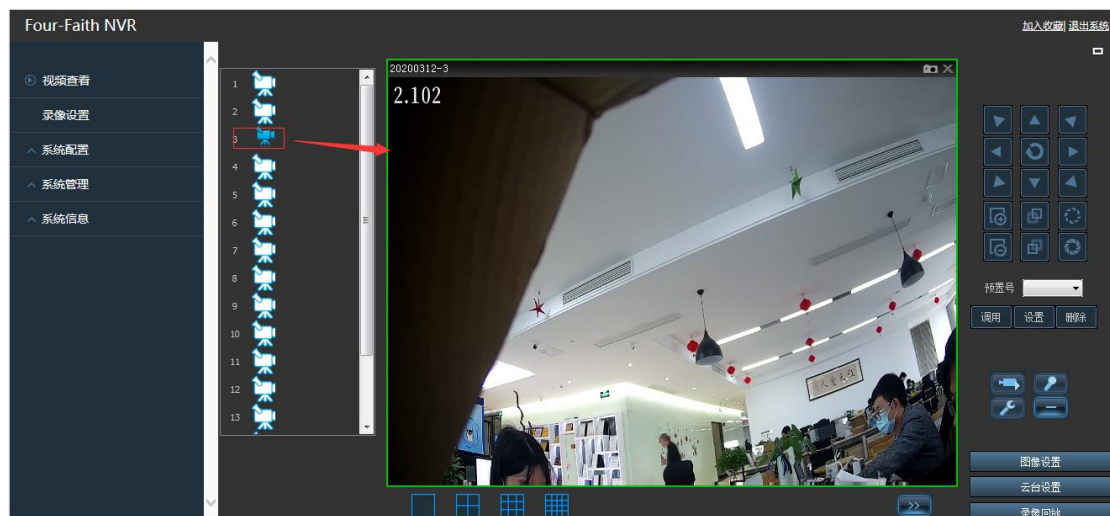 Four-Faith NVR
加入收藏| 退出系统
视频查看
录像设置
系统配置
系统管理
系统信息
1
2
3
4
5
6
7
8
9
10
11
12
13
20200312-3
2.102
预置号
调用 设置 删除
图像设置
云台设置
录像回放